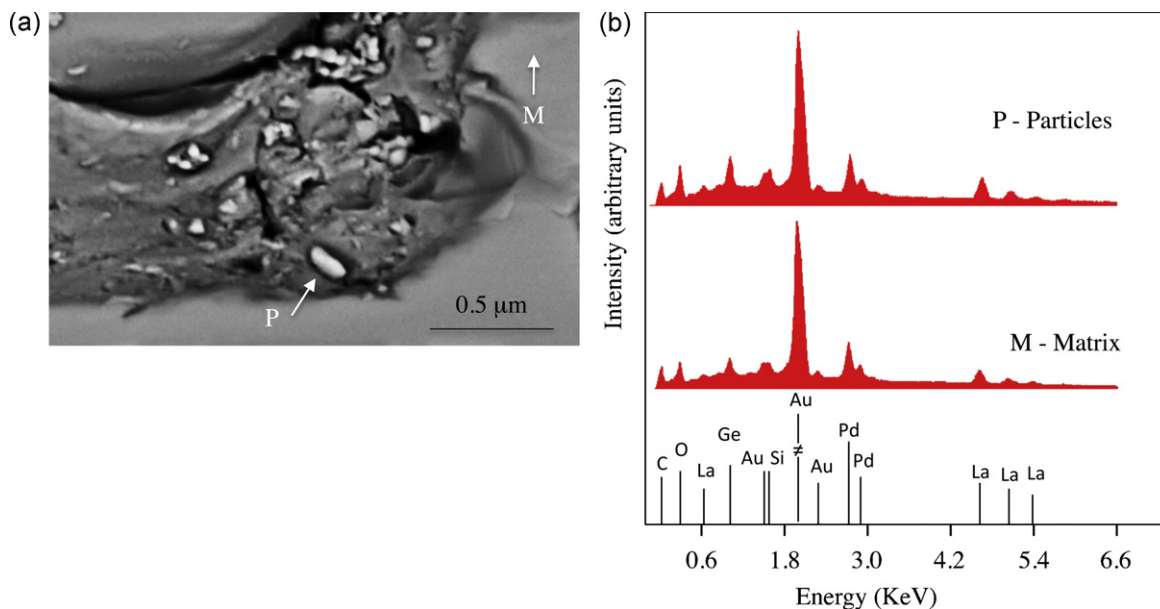 (a)
M
P
0.5 μm
(b)
Intensity (arbitrary units)
P - Particles
M - Matrix
C
O
La
Ge
Au
Si
Au
≠
Au
Pd
Pd
La
La
La
0.6 1.8 3.0 4.2 5.4 6.6
Energy (KeV)